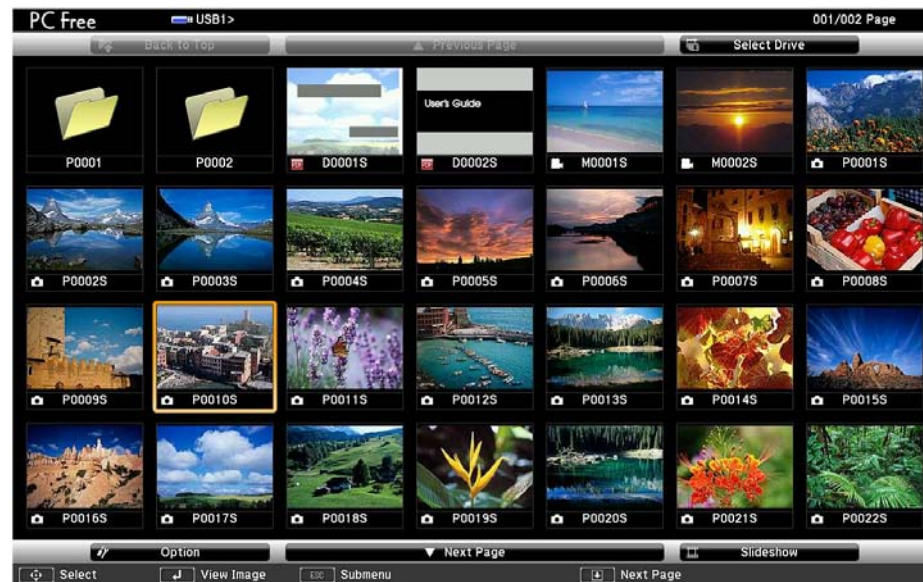 PC Free USB1> 001/002 Page
Back to Top Previous Page Select Drive
User's Guide
P0001 P0002 D0001S D0002S M0001S M0002S P0001S
P0002S P0003S P0004S P0005S P0006S P0007S P0008S
P0009S P0010S P0011S P0012S P0013S P0014S P0015S
P0016S P0017S P0018S P0019S P0020S P0021S P0022S
Option Next Page Slideshow
Select View Image ESC Submenu Next Page